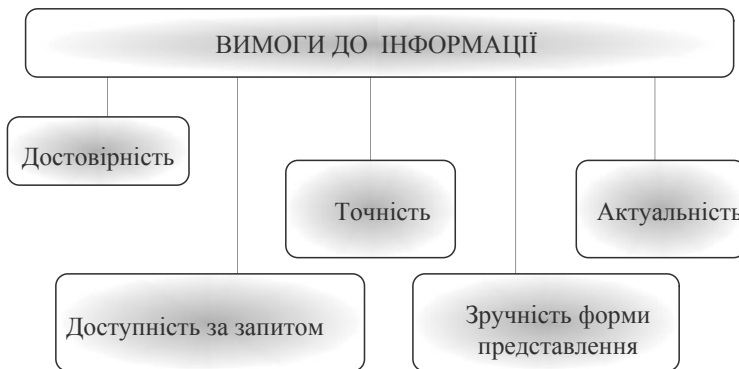 ВИМОГИ ДО ІНФОРМАЦІЇ
Достовірність
Точність
Актуальність
Доступність за запитом
Зручність форми
представлення